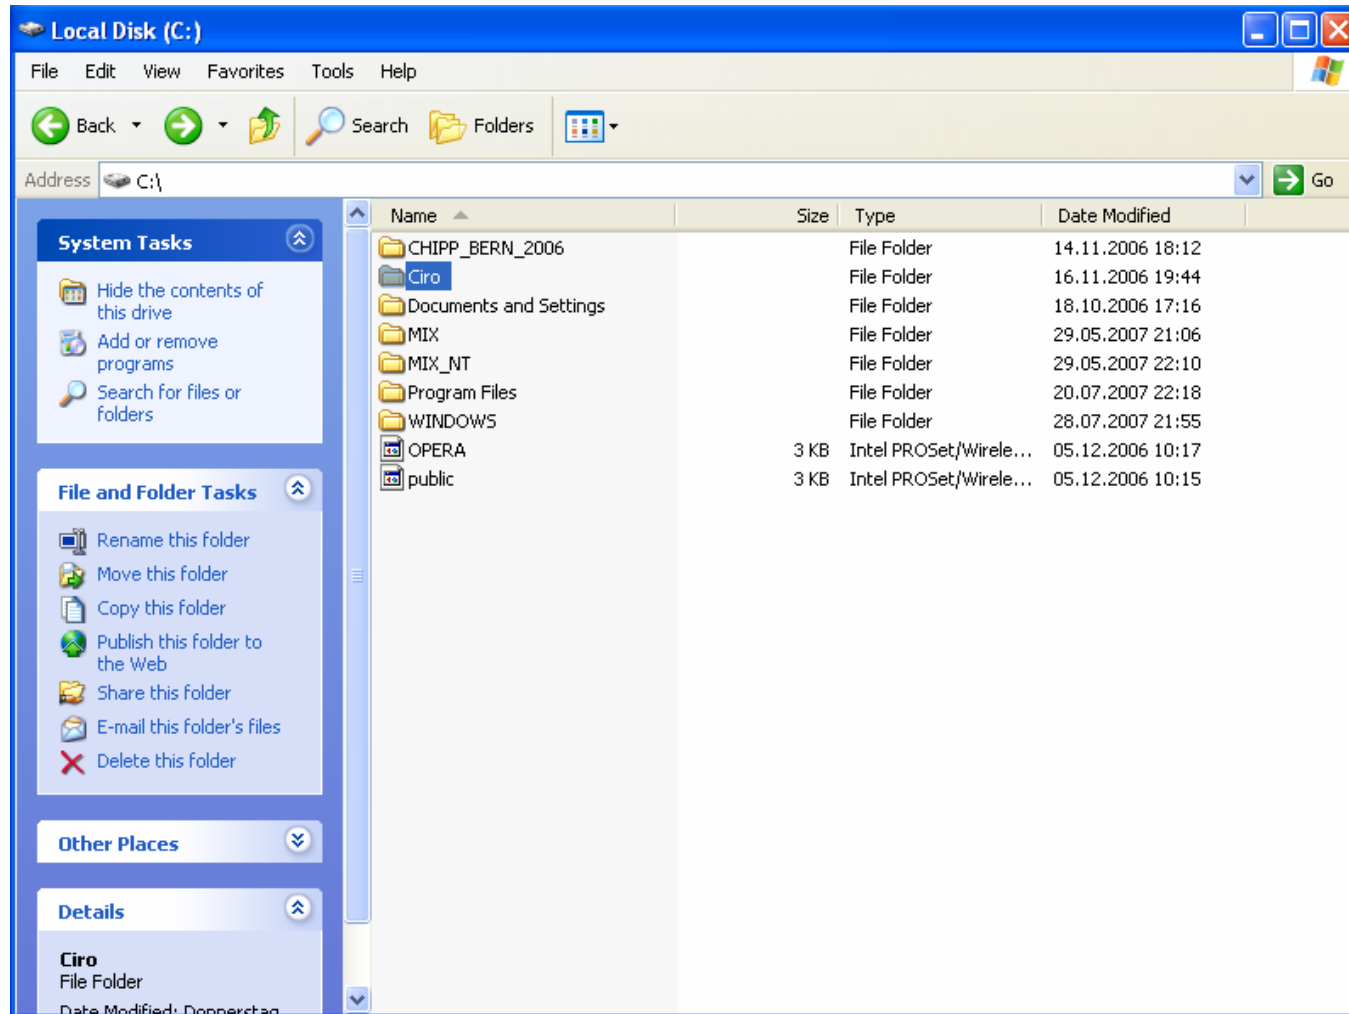 Local Disk (C:)
File Edit View Favorites Tools Help
Back Search Folders
Address C:\ Go
Name Size Type Date Modified
System Tasks
Hide the contents of
this drive
Add or remove
programs
Search for files or
folders
File and Folder Tasks
Rename this folder
Move this folder
Copy this folder
Publish this folder to
the Web
Share this folder
E-mail this folder's files
Delete this folder
Other Places
Details
Ciro
File Folder
Date Modified: Donnerstag,
CHIPP_BERN_2006 File Folder 14.11.2006 18:12
Ciro File Folder 16.11.2006 19:44
Documents and Settings File Folder 18.10.2006 17:16
MIX File Folder 29.05.2007 21:06
MIX_NT File Folder 29.05.2007 22:10
Program Files File Folder 20.07.2007 22:18
WINDOWS File Folder 28.07.2007 21:55
OPERA 3 KB Intel PROSet/Wirele... 05.12.2006 10:17
public 3 KB Intel PROSet/Wirele... 05.12.2006 10:15